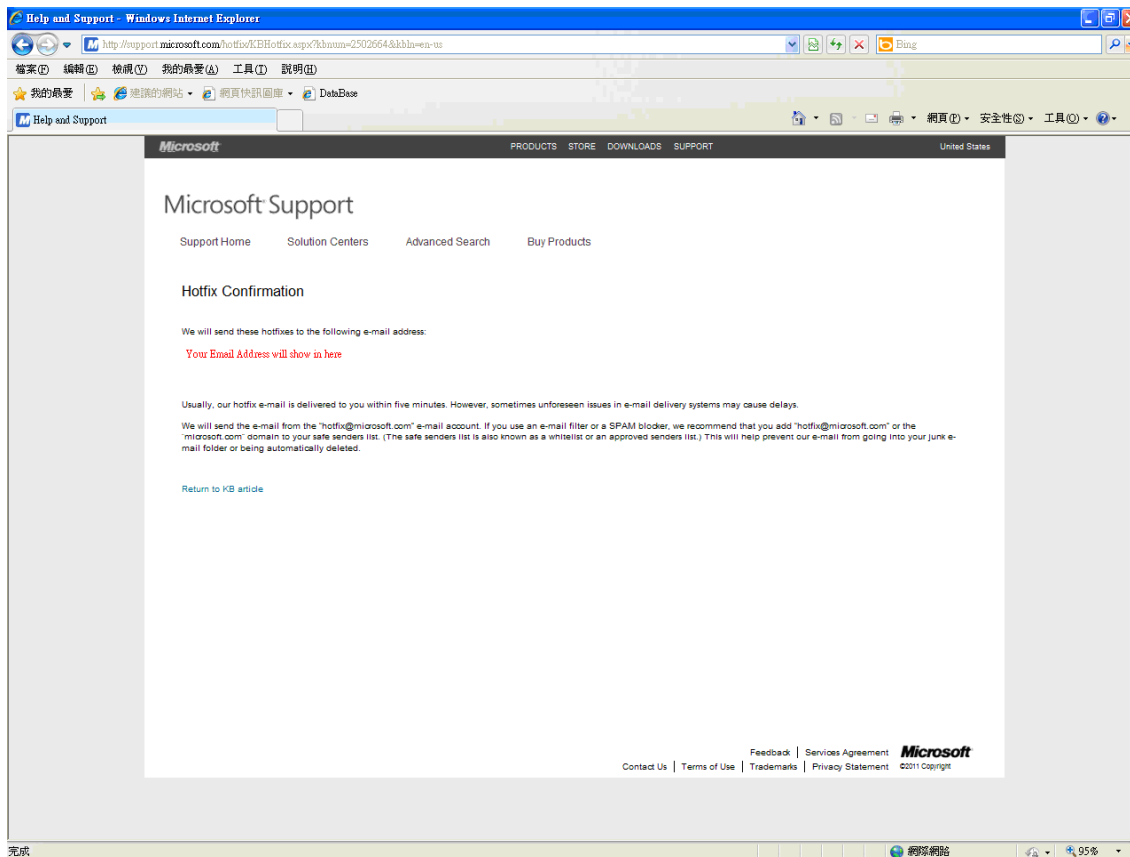 Help and Support - Windows Internet Explorer
http://support.microsoft.com/hotfix/KBHotfix.aspx?kbnum=2502664&kbln=en-us
Bing
檔案(F) 編輯(E) 檢視(V) 我的最愛(A) 工具(T) 說明(H)
我的最愛 建議的網站 網頁快訊圖庫 DataBase
Help and Support 網頁(P) 安全性(S) 工具(O)
Microsoft PRODUCTS STORE DOWNLOADS SUPPORT United States
Microsoft Support
Support Home Solution Centers Advanced Search Buy Products
Hotfix Confirmation
We will send these hotfixes to the following e-mail address:
Your Email Address will show in here
Usually, our hotfix e-mail is delivered to you within five minutes. However, sometimes unforeseen issues in e-mail delivery systems may cause delays.
We will send the e-mail from the "hotfix@microsoft.com" e-mail account. If you use an e-mail filter or a SPAM blocker, we recommend that you add "hotfix@microsoft.com" or the
"microsoft.com" domain to your safe senders list. (The safe senders list is also known as a whitelist or an approved senders list.) This will help prevent our e-mail from going into your junk e-
mail folder or being automatically deleted.
Return to KB article
Feedback | Services Agreement Microsoft
Contact Us | Terms of Use | Trademarks | Privacy Statement ©2011 Copyright
完成 網際網路 95%